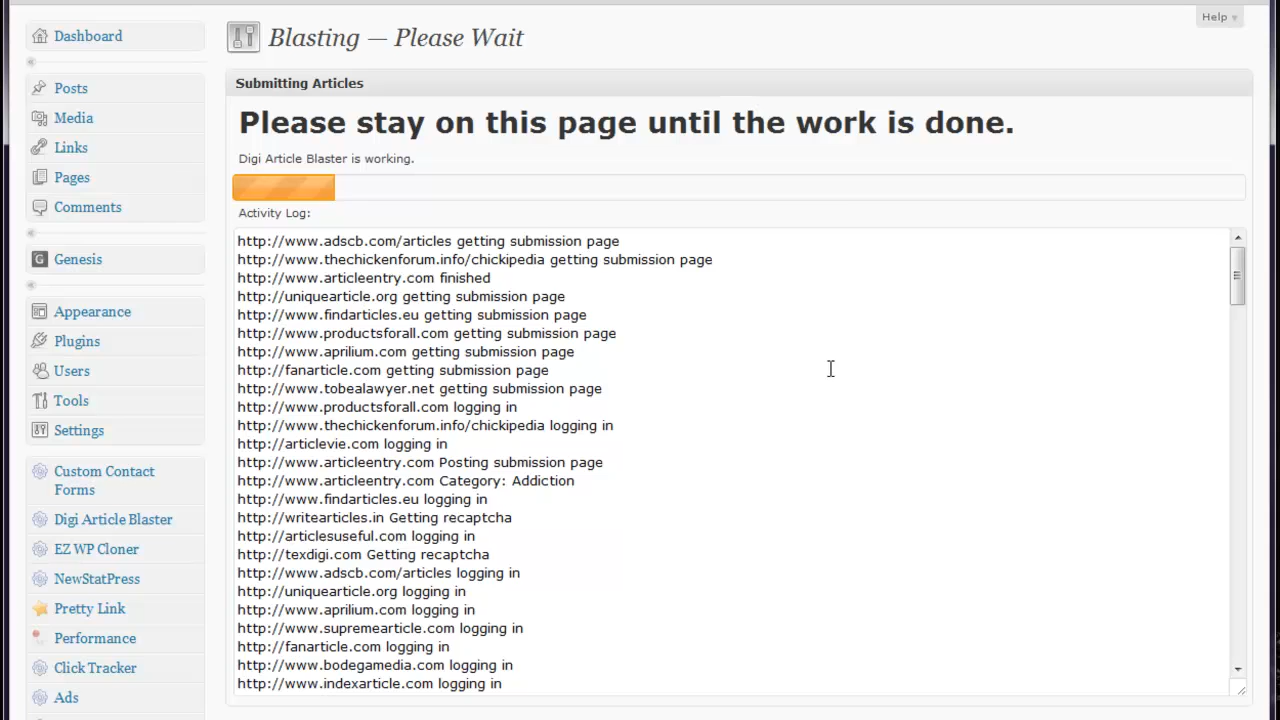 Help
Dashboard
Posts
Media
Links
Pages
Comments
G Genesis
Appearance
Plugins
Users
Tools
Settings
Custom Contact
Forms
Digi Article Blaster
EZ WP Cloner
NewStatPress
Pretty Link
Performance
Click Tracker
Ads
Blasting — Please Wait
Submitting Articles
Please stay on this page until the work is done.
Digi Article Blaster is working.
Activity Log:
http://www.adscb.com/articles getting submission page
http://www.thechickenforum.info/chickipedia getting submission page
http://www.articleentry.com finished
http://uniquearticle.org getting submission page
http://www.findarticles.eu getting submission page
http://www.productsforall.com getting submission page
http://www.aprilium.com getting submission page
http://fanarticle.com getting submission page
http://www.tobealawyer.net getting submission page
http://www.productsforall.com logging in
http://www.thechickenforum.info/chickipedia logging in
http://articlevie.com logging in
http://www.articleentry.com Posting submission page
http://www.articleentry.com Category: Addiction
http://www.findarticles.eu logging in
http://writearticles.in Getting recaptcha
http://articlesuseful.com logging in
http://texdigi.com Getting recaptcha
http://www.adscb.com/articles logging in
http://uniquearticle.org logging in
http://www.aprilium.com logging in
http://www.supremearticle.com logging in
http://fanarticle.com logging in
http://www.bodegamedia.com logging in
http://www.indexarticle.com logging in